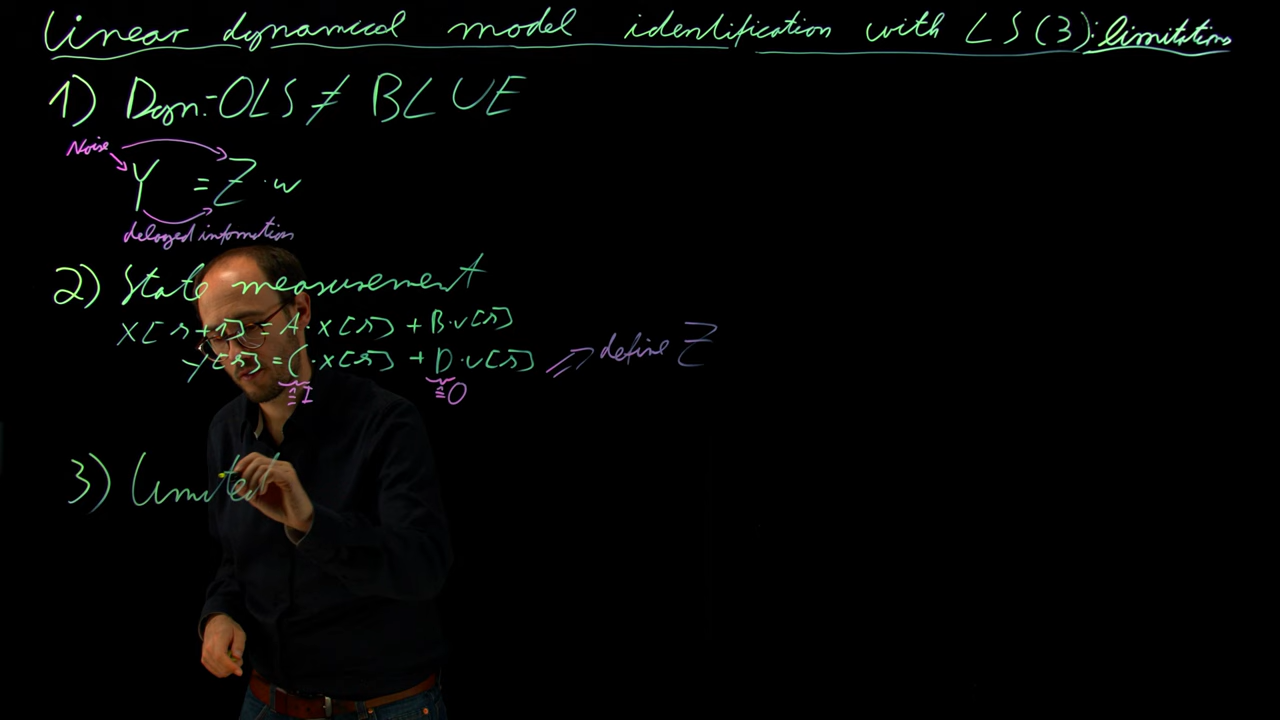 Linear dynamical model identification with LS(3): limitations
1) Dyn.-OLS ≠ BLUE
Noise
Y = Z · w
delayed information
2) State measurement
X[r+1] = A · X[r] + B · v[r]
Y[r] = C · X[r] + D · v[r] ⇒ define Z
≙ I ≙ 0
3) Limited